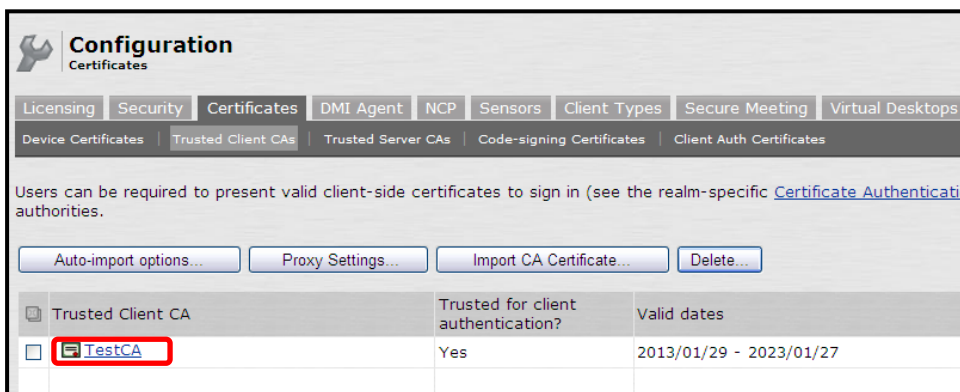 Configuration
Certificates
Licensing Security Certificates DMI Agent NCP Sensors Client Types Secure Meeting Virtual Desktops
Device Certificates | Trusted Client CAs | Trusted Server CAs | Code-signing Certificates | Client Auth Certificates
Users can be required to present valid client-side certificates to sign in (see the realm-specific Certificate Authenticati
authorities.
Auto-import options... Proxy Settings... Import CA Certificate... Delete...
Trusted Client CA Trusted for client authentication? Valid dates
TestCA Yes 2013/01/29 - 2023/01/27